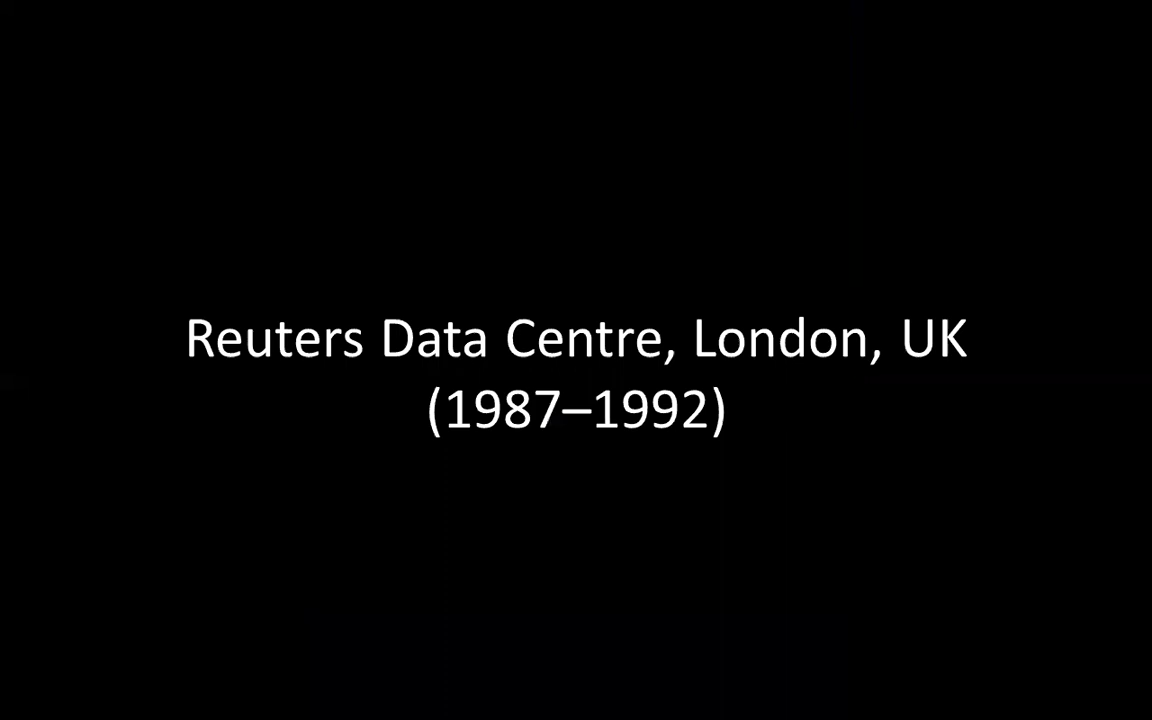 Reuters Data Centre, London, UK
(1987–1992)